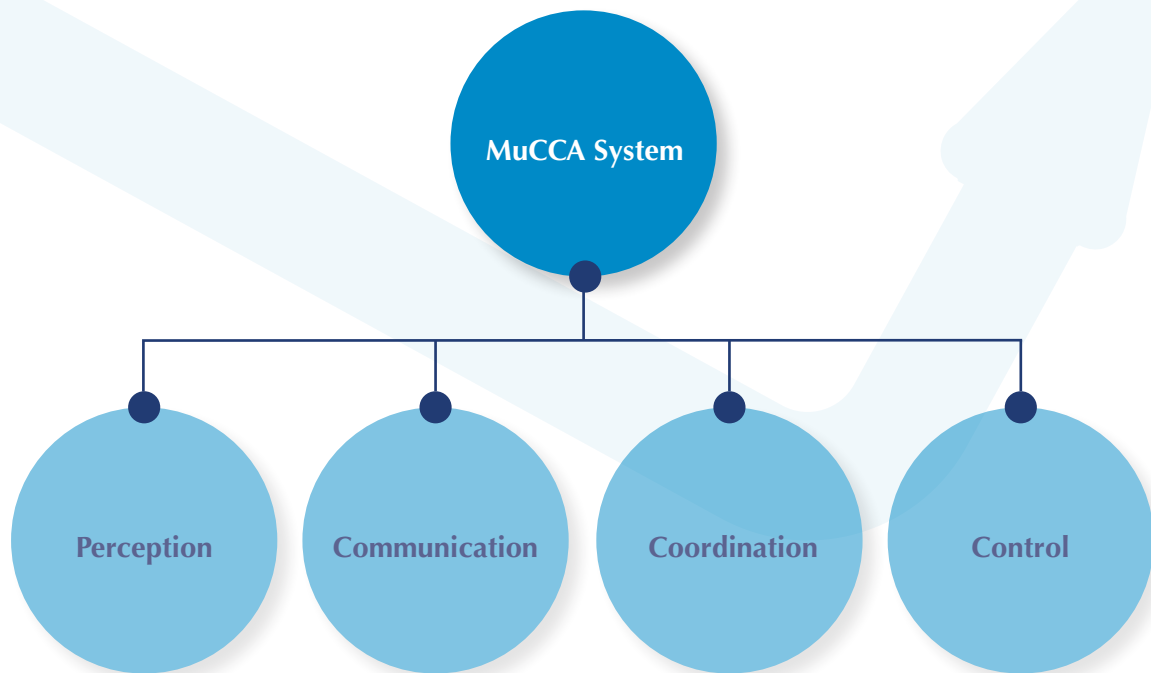 MuCCA System
Perception
Communication
Coordination
Control